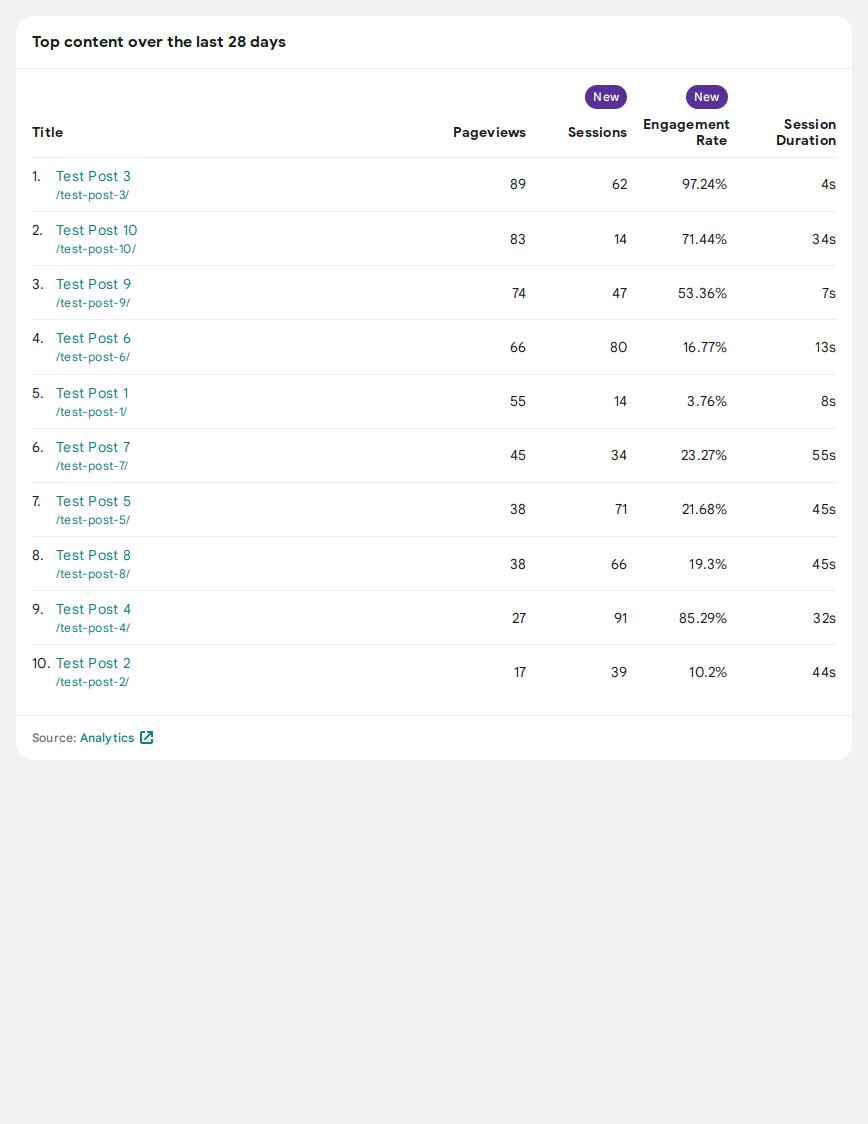 Top content over the last 28 days
New New
Title Pageviews Sessions Engagement Rate Session Duration
1. Test Post 3 89 62 97.24% 4s
/test-post-3/
2. Test Post 10 83 14 71.44% 34s
/test-post-10/
3. Test Post 9 74 47 53.36% 7s
/test-post-9/
4. Test Post 6 66 80 16.77% 13s
/test-post-6/
5. Test Post 1 55 14 3.76% 8s
/test-post-1/
6. Test Post 7 45 34 23.27% 55s
/test-post-7/
7. Test Post 5 38 71 21.68% 45s
/test-post-5/
8. Test Post 8 38 66 19.3% 45s
/test-post-8/
9. Test Post 4 27 91 85.29% 32s
/test-post-4/
10. Test Post 2 17 39 10.2% 44s
/test-post-2/
Source: Analytics